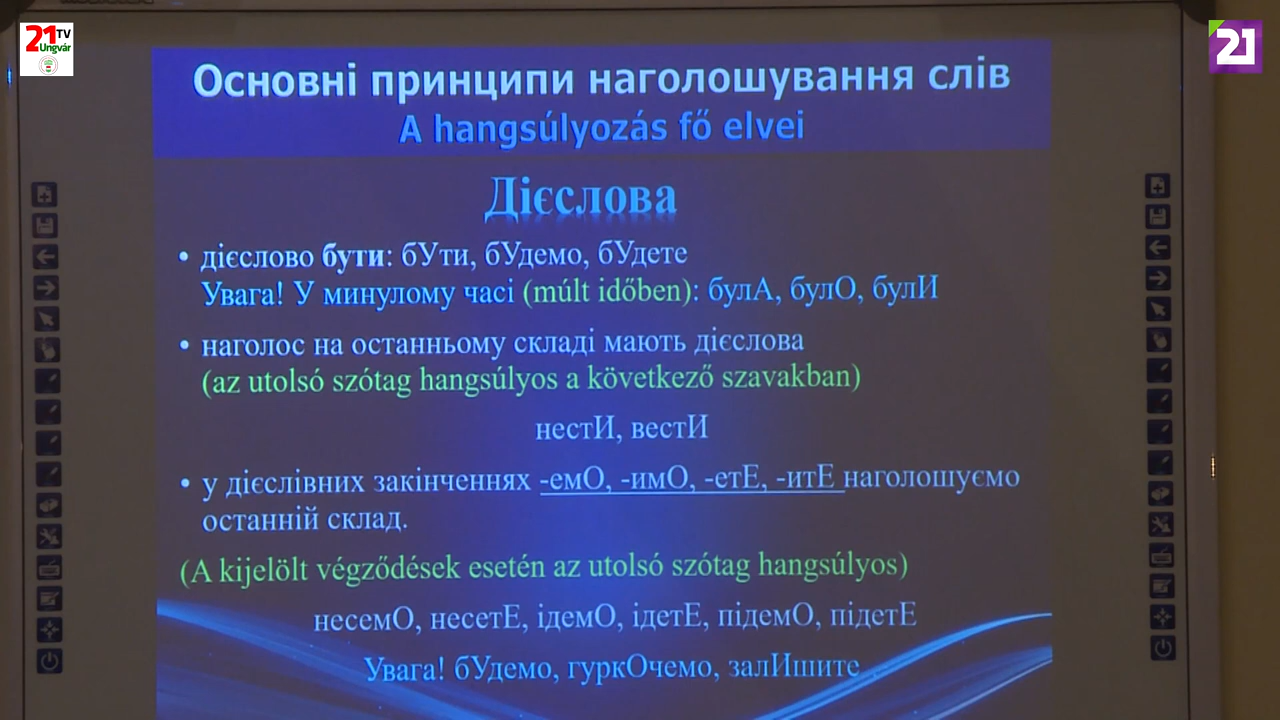 21 TV
Ungvár
21
Основні принципи наголошування слів
A hangsúlyozás fő elvei
Дієслова
• дієслово бути: бУти, бУдемо, бУдете
Увага! У минулому часі (múlt időben): булА, булО, булИ
• наголос на останньому складі мають дієслова
(az utolsó szótag hangsúlyos a következő szavakban)
нестИ, вестИ
• у дієслівних закінченнях -емО, -имО, -етЕ, -итЕ наголошуємо
останній склад.
(A kijelölt végződések esetén az utolsó szótag hangsúlyos)
несемО, несетЕ, ідемО, ідетЕ, підемО, підетЕ
Увага! бУдемо, гуркОчемо, залИшите